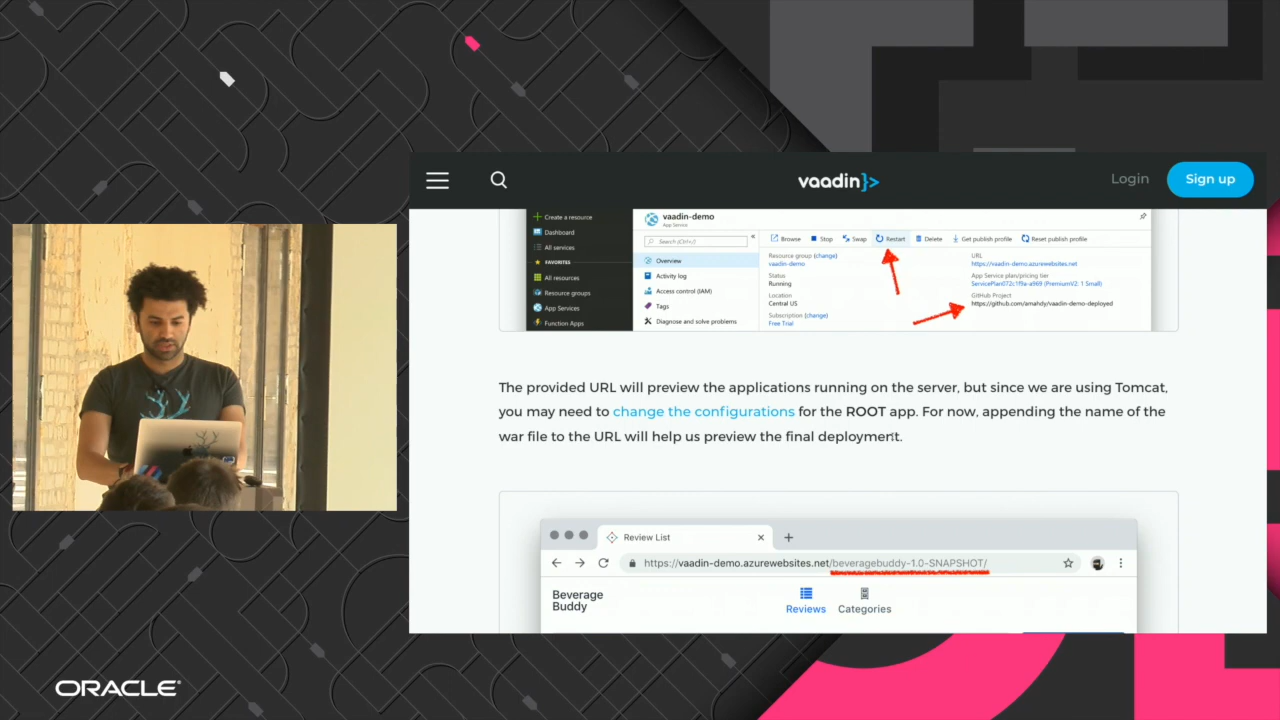 vaadin}>
Login
Sign up
Create a resource
Dashboard
All services
FAVORITES
All resources
Resource groups
App Services
Function Apps
vaadin-demo
App Service
Search (Ctrl+/)
Overview
Activity log
Access control (IAM)
Tags
Diagnose and solve problems
Browse Stop Swap Restart Delete Get publish profile Reset publish profile
Resource group (change)
vaadin-demo
Status
Running
Location
Central US
Subscription (change)
Free Trial
URL
https://vaadin-demo.azurewebsites.net
App Service plan/pricing tier
ServicePlan072c1f9a-a969 (PremiumV2: 1 Small)
GitHub Project
https://github.com/amahdy/vaadin-demo-deployed
The provided URL will preview the applications running on the server, but since we are using Tomcat,
you may need to change the configurations for the ROOT app. For now, appending the name of the
war file to the URL will help us preview the final deployment.
Review List
https://vaadin-demo.azurewebsites.net/beveragebuddy-1.0-SNAPSHOT/
Beverage
Buddy
Reviews
Categories
ORACLE